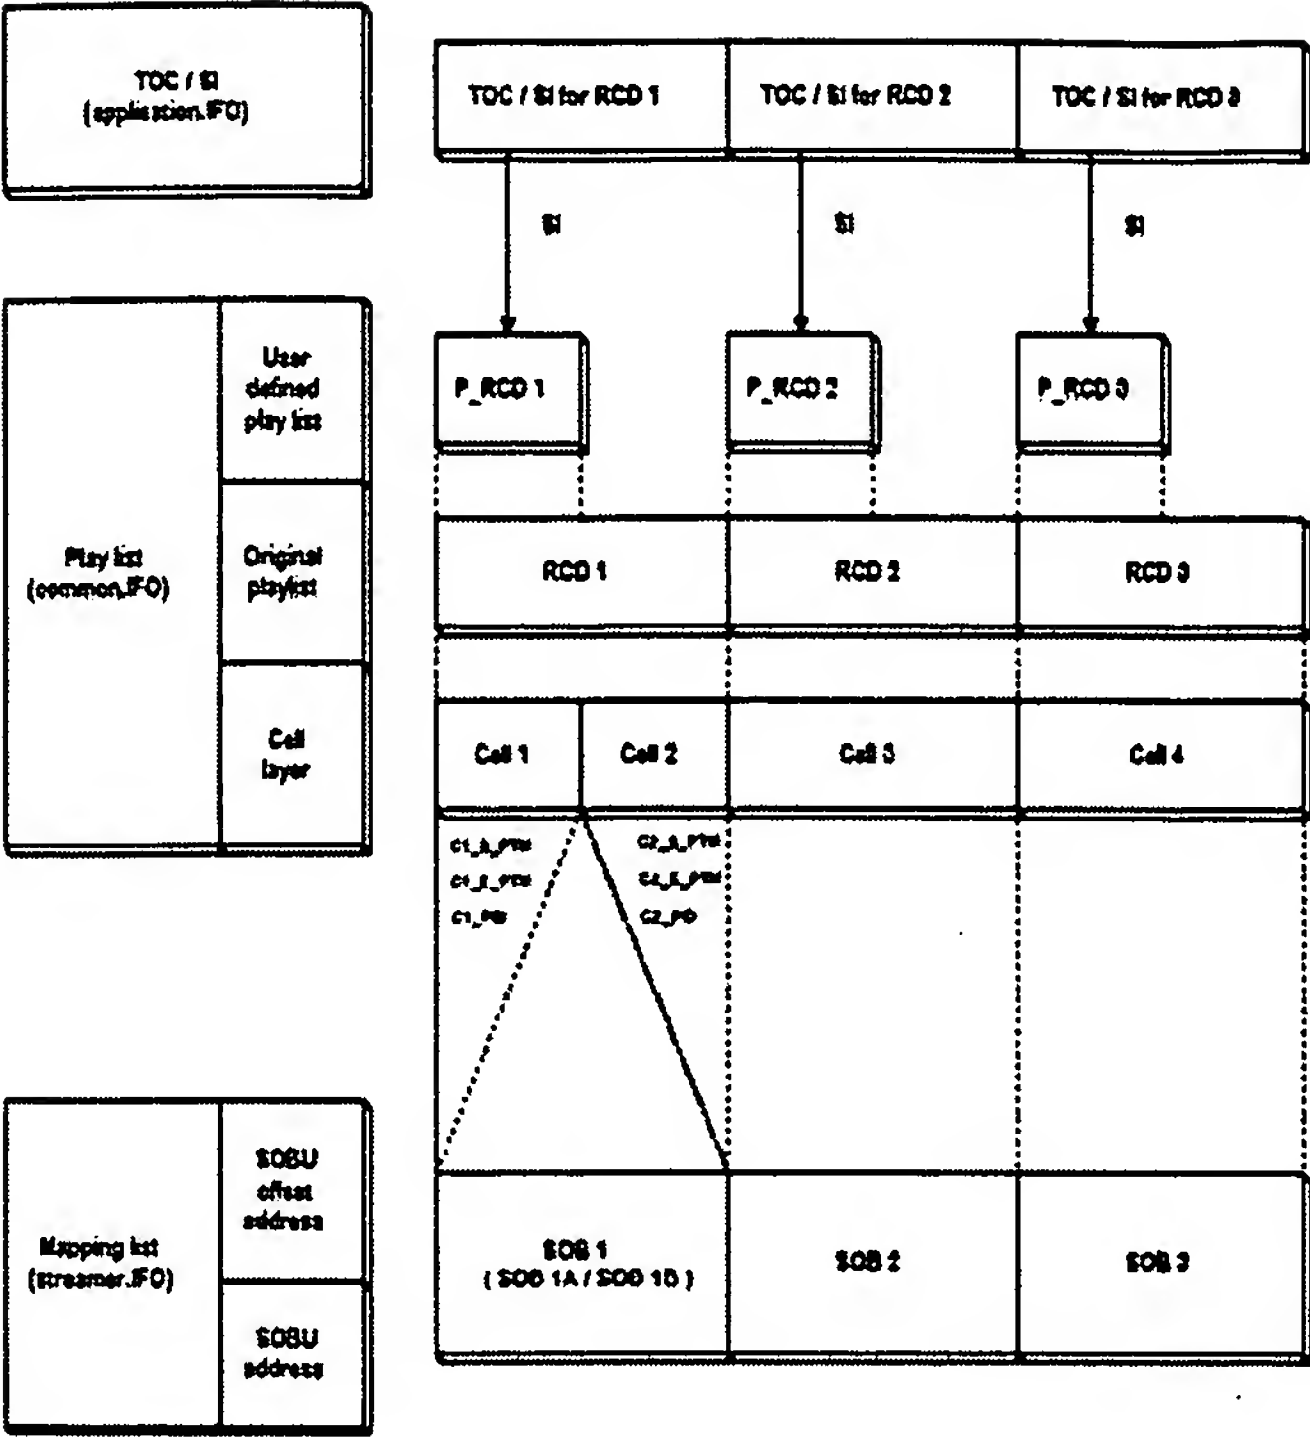 TOC / SI
(application.IFO)
TOC / SI for RCD 1
TOC / SI for RCD 2
TOC / SI for RCD 3
SI
SI
SI
User
defined
play list
P_RCD 1
P_RCD 2
P_RCD 3
Play list
(common.IFO)
Original
playlist
RCD 1
RCD 2
RCD 3
Cell
layer
Cell 1
Cell 2
Cell 3
Cell 4
C1_E_PTM
C2_PID
Mapping list
(streamer.IFO)
SOBU
offset
address
SOBU
address
SOB 1
( SOB 1A / SOB 1B )
SOB 2
SOB 3